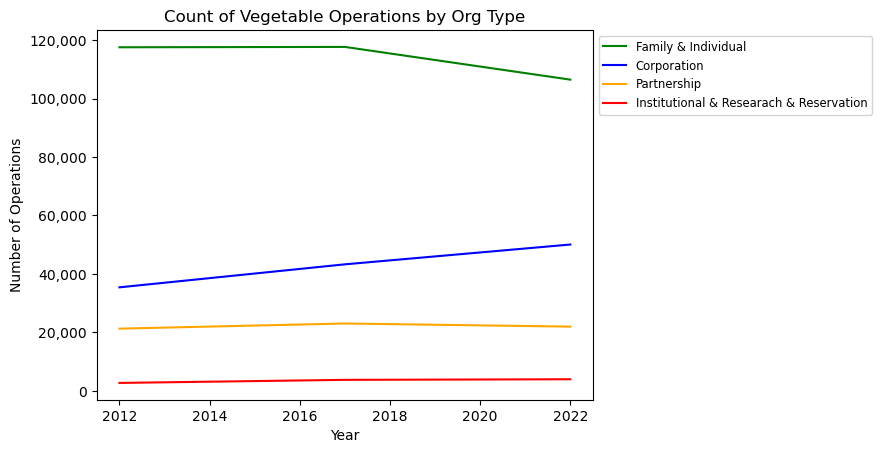 Count of Vegetable Operations by Org Type
120,000
100,000
80,000
60,000
40,000
20,000
0
Number of Operations
2012 2014 2016 2018 2020 2022
Year
Family & Individual
Corporation
Partnership
Institutional & Researach & Reservation